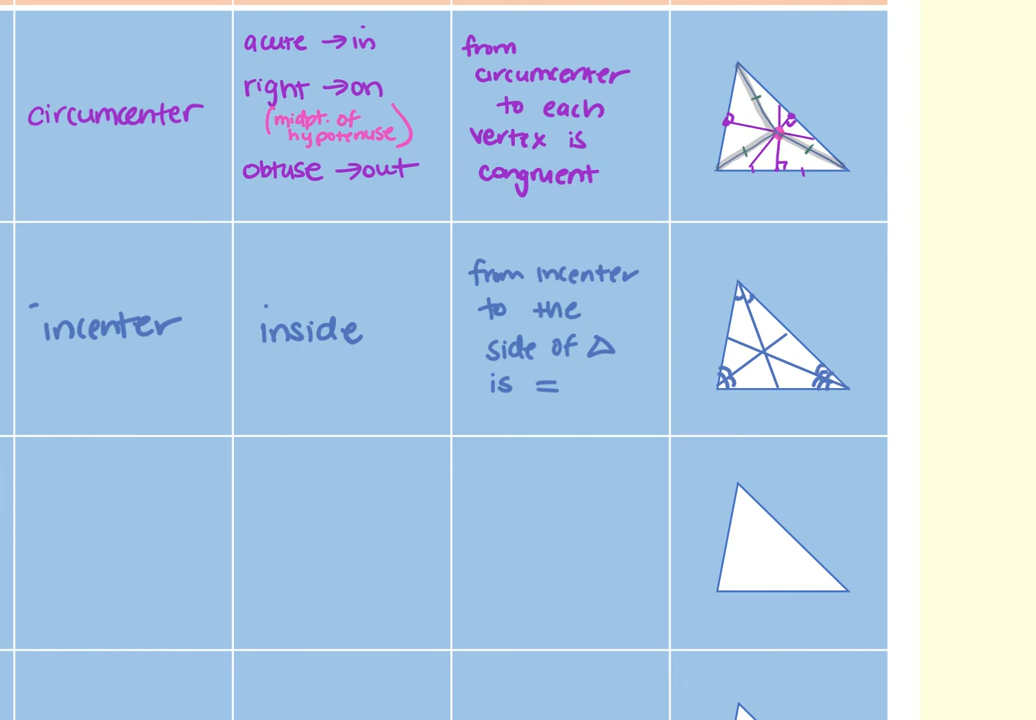 circumcenter
acute → in
right → on
(midpt. of
hypotenuse)
obtuse → out
from
circumcenter
to each
vertex is
congruent
incenter
inside
from incenter
to the
side of △
is =